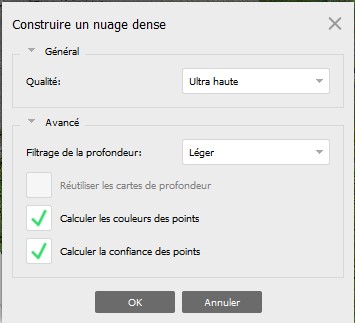 Construire un nuage dense
Général
Qualité: Ultra haute
Avancé
Filtrage de la profondeur: Léger
Réutiliser les cartes de profondeur
Calculer les couleurs des points
Calculer la confiance des points
OK Annuler